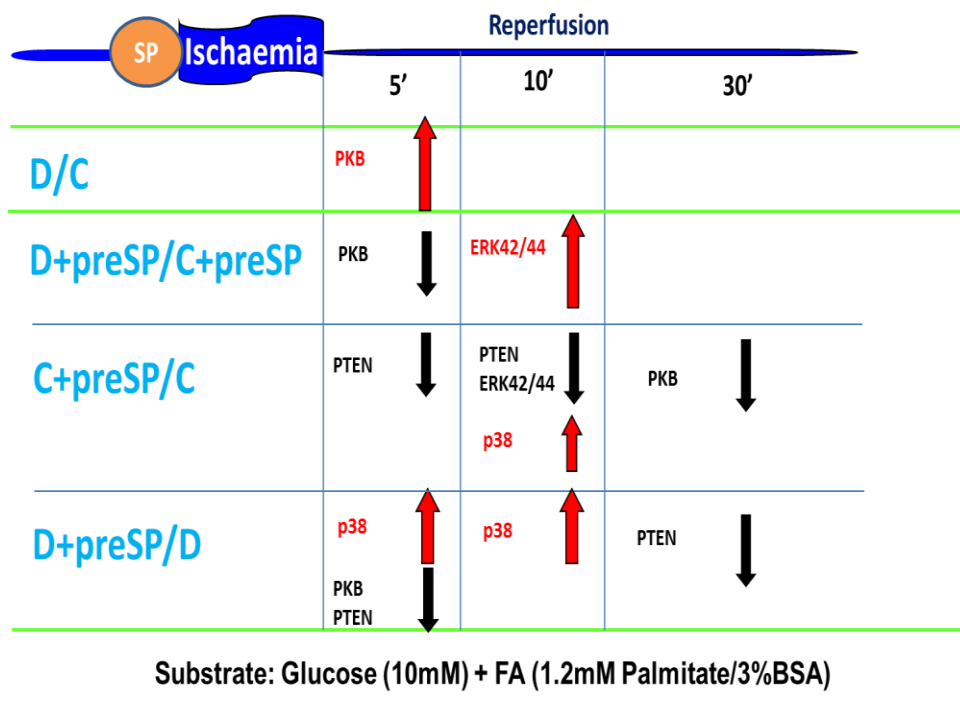 Reperfusion
SP Ischaemia
5’ 10’ 30’
D/C PKB
D+preSP/C+preSP PKB ERK42/44
C+preSP/C PTEN PTEN PKB
ERK42/44
p38
D+preSP/D p38 p38 PTEN
PKB
PTEN
Substrate: Glucose (10mM) + FA (1.2mM Palmitate/3%BSA)